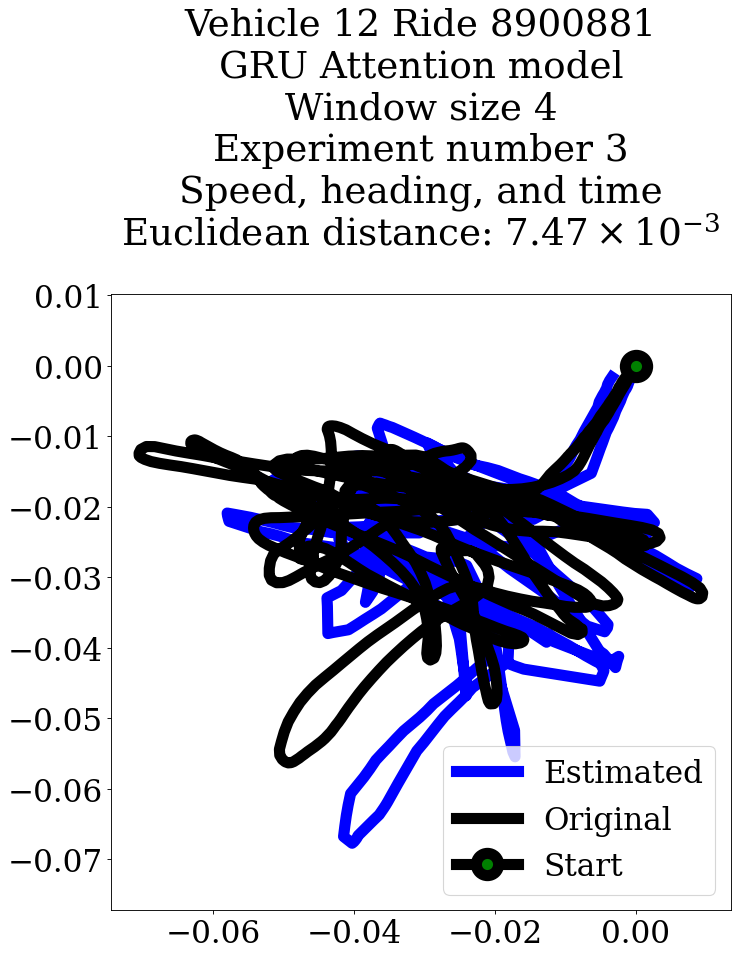 Vehicle 12 Ride 8900881
GRU Attention model
Window size 4
Experiment number 3
Speed, heading, and time
Euclidean distance: 7.47 × 10⁻³
0.01
0.00
−0.01
−0.02
−0.03
−0.04
−0.05
−0.06
−0.07
Estimated
Original
Start
−0.06 −0.04 −0.02 0.00